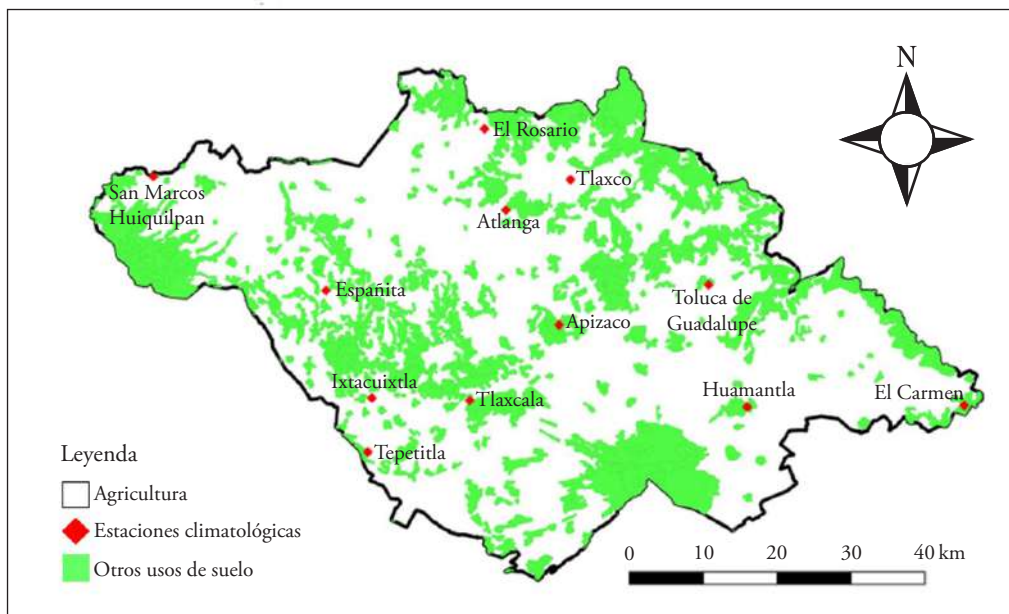 N
El Rosario
Tlaxco
San Marcos
Huiquilpan
Atlanga
Españita
Toluca de
Guadalupe
Apizaco
Ixtacuixtla
Tlaxcala
Huamantla
El Carmen
Tepetitla
Leyenda
Agricultura
Estaciones climatológicas
Otros usos de suelo
0 10 20 30 40 km